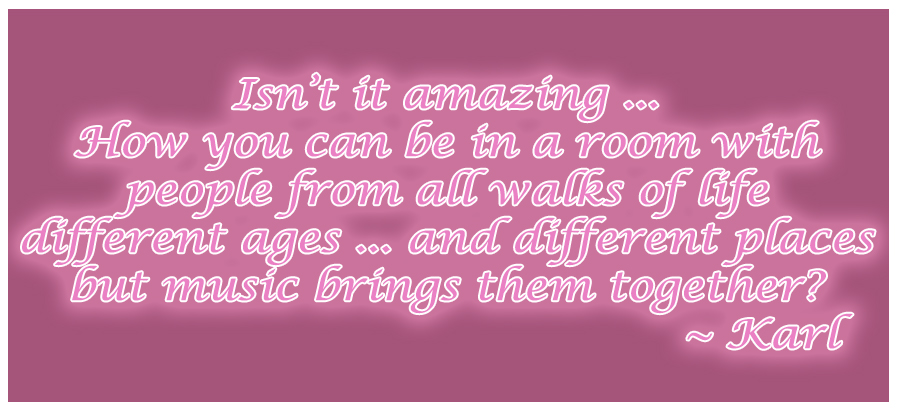 Isn't it amazing ...
How you can be in a room with
people from all walks of life
different ages ... and different places
but music brings them together?
~ Karl